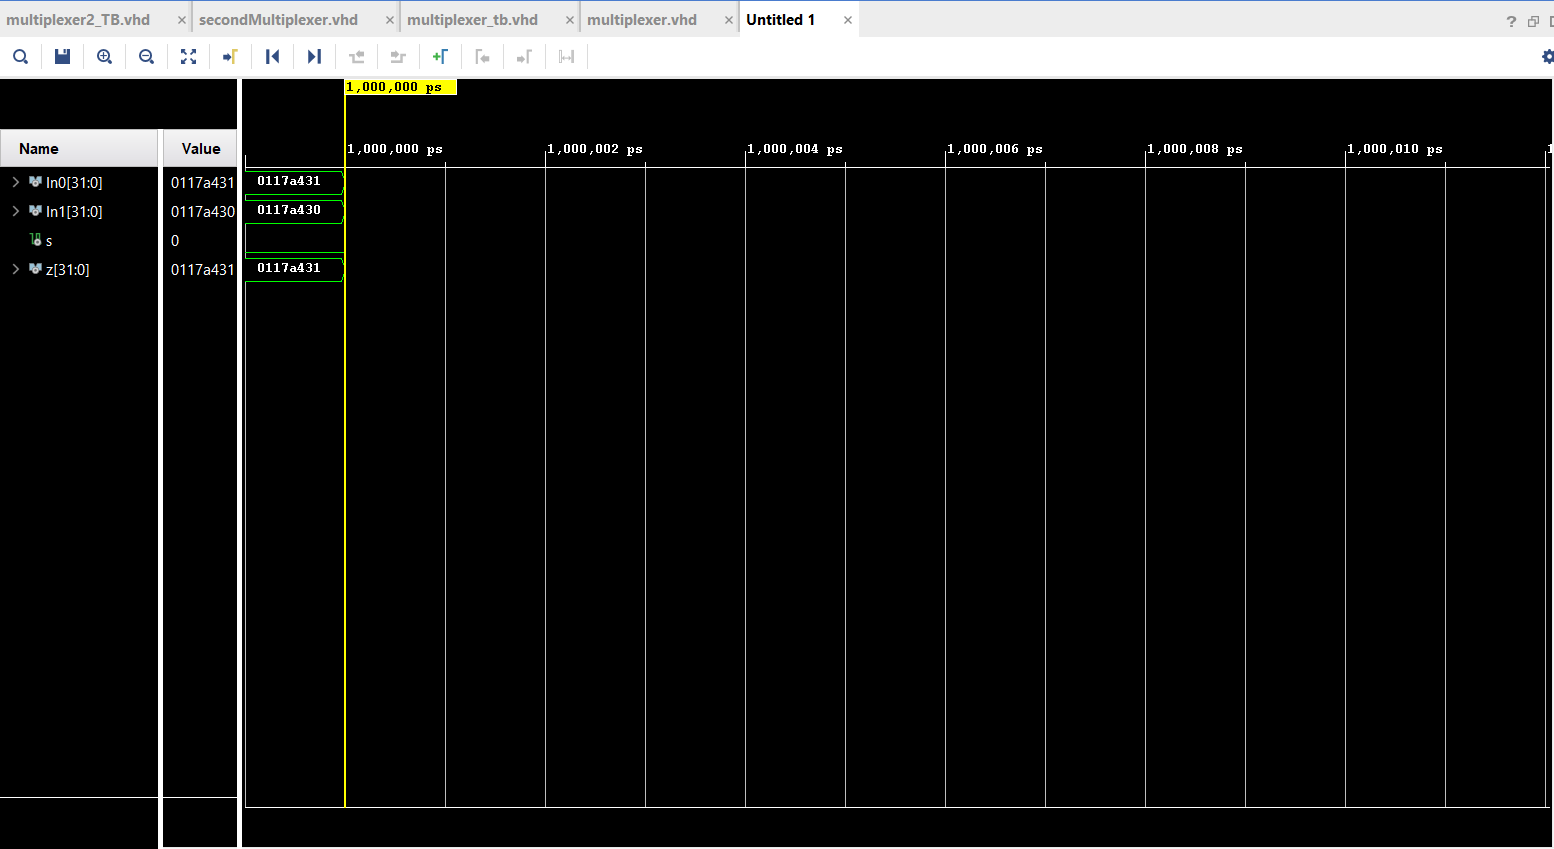 multiplexer2_TB.vhd × secondMultiplexer.vhd × multiplexer_tb.vhd × multiplexer.vhd × Untitled 1 ×
?
1,000,000 ps
Name Value
1,000,000 ps 1,000,002 ps 1,000,004 ps 1,000,006 ps 1,000,008 ps 1,000,010 ps 1
In0[31:0] 0117a431 0117a431
In1[31:0] 0117a430 0117a430
s 0
z[31:0] 0117a431 0117a431